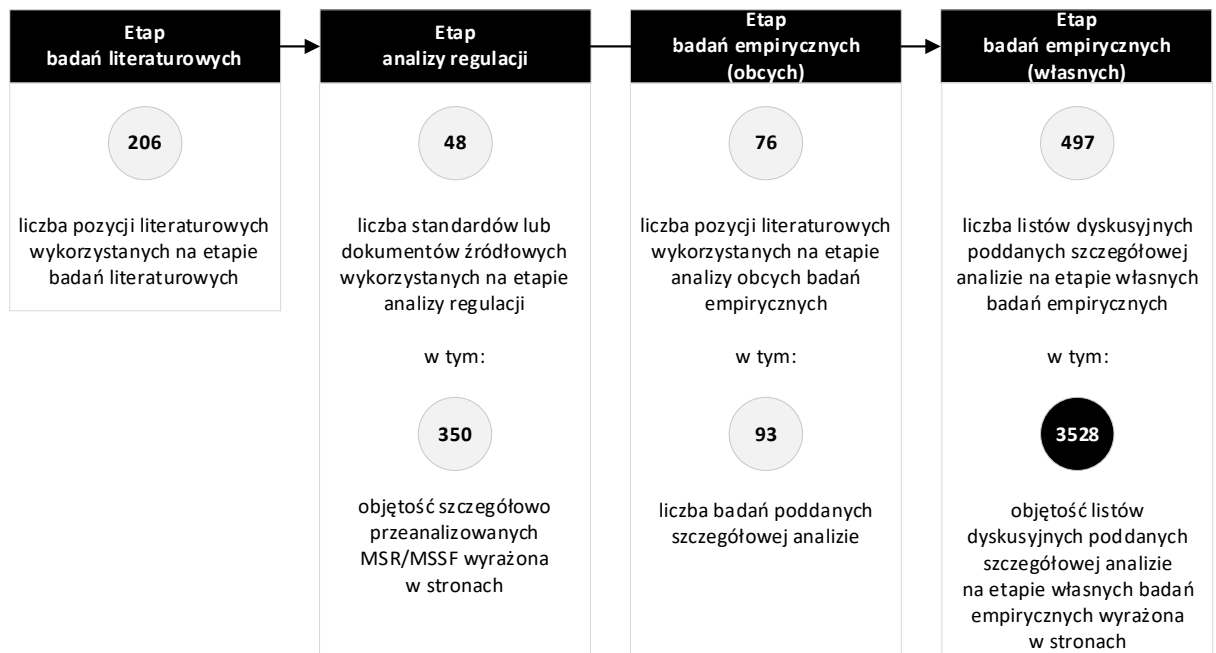 Etap
badań literaturowych
206
liczba pozycji literaturowych
wykorzystanych na etapie
badań literaturowych
Etap
analizy regulacji
48
liczba standardów lub
dokumentów źródłowych
wykorzystanych na etapie
analizy regulacji
w tym:
350
objętość szczegółowo
przeanalizowanych
MSR/MSSF wyrażona
w stronach
Etap
badań empirycznych
(obcych)
76
liczba pozycji literaturowych
wykorzystanych na etapie
analizy obcych badań
empirycznych
w tym:
93
liczba badań poddanych
szczegółowej analizie
Etap
badań empirycznych
(własnych)
497
liczba listów dyskusyjnych
poddanych szczegółowej
analizie na etapie własnych
badań empirycznych
w tym:
3528
objętość listów
dyskusyjnych poddanych
szczegółowej analizie
na etapie własnych badań
empirycznych wyrażona
w stronach